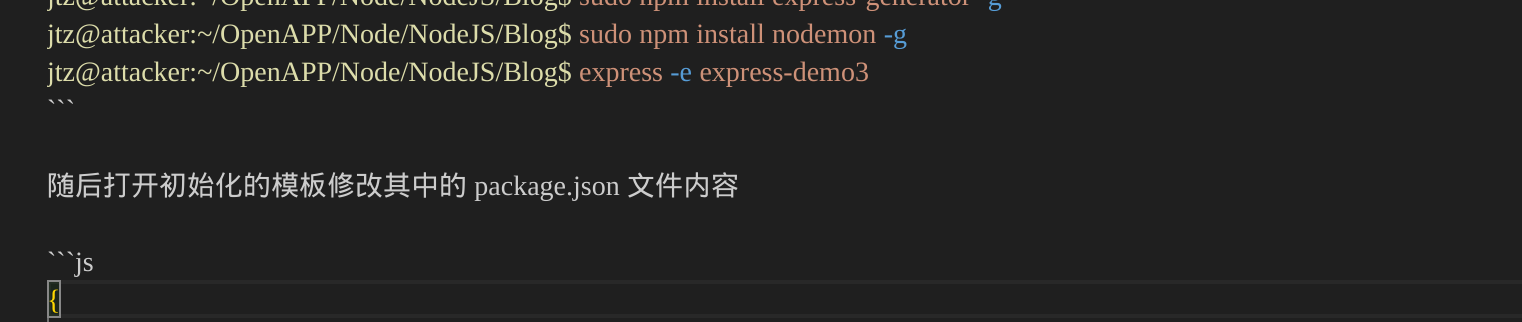 jtz@attacker:~/OpenAPP/Node/NodeJS/Blog$ sudo npm install express-generator -g
jtz@attacker:~/OpenAPP/Node/NodeJS/Blog$ sudo npm install nodemon -g
jtz@attacker:~/OpenAPP/Node/NodeJS/Blog$ express -e express-demo3
```
随后打开初始化的模板修改其中的 package.json 文件内容
```js
{